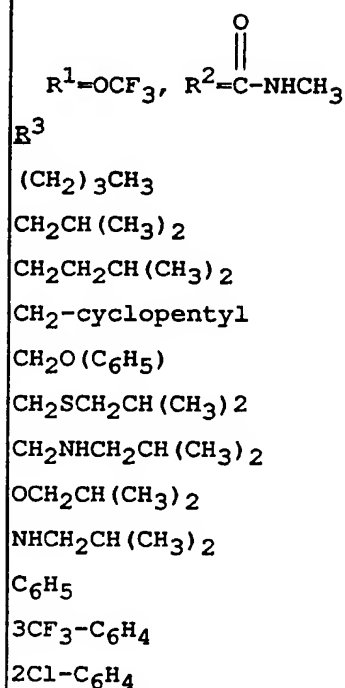 O
||
R¹=OCF₃, R²=C-NHCH₃
R³
(CH₂)₃CH₃
CH₂CH(CH₃)₂
CH₂CH₂CH(CH₃)₂
CH₂-cyclopentyl
CH₂O(C₆H₅)
CH₂SCH₂CH(CH₃)2
CH₂NHCH₂CH(CH₃)₂
OCH₂CH(CH₃)₂
NHCH₂CH(CH₃)₂
C₆H₅
3CF₃-C₆H₄
2Cl-C₆H₄